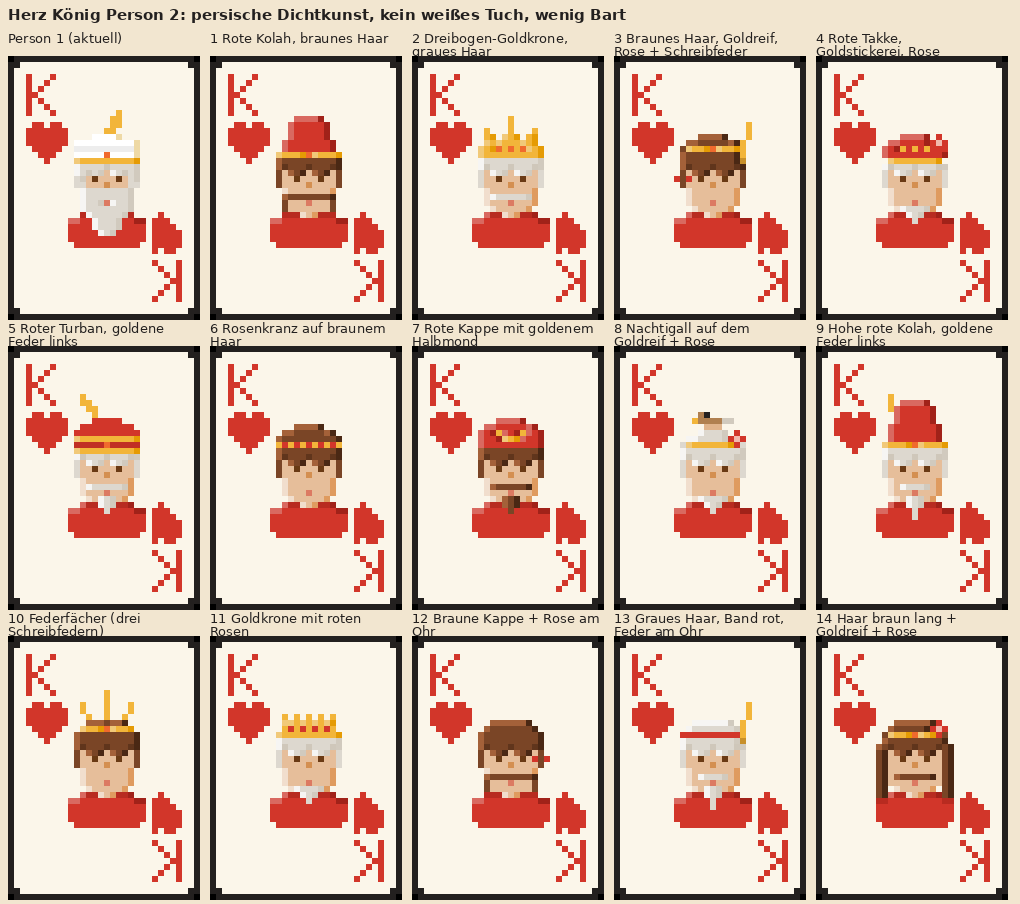 Herz König Person 2: persische Dichtkunst, kein weißes Tuch, wenig Bart
Person 1 (aktuell)
1 Rote Kolah, braunes Haar
2 Dreibogen-Goldkrone,
graues Haar
3 Braunes Haar, Goldreif,
Rose + Schreibfeder
4 Rote Takke,
Goldstickerei, Rose
K
K
K
K
K
K
K
K
K
K
5 Roter Turban, goldene
Feder links
6 Rosenkranz auf braunem
Haar
7 Rote Kappe mit goldenem
Halbmond
8 Nachtigall auf dem
Goldreif + Rose
9 Hohe rote Kolah, goldene
Feder links
K
K
K
K
K
K
K
K
K
K
10 Federfächer (drei
Schreibfedern)
11 Goldkrone mit roten
Rosen
12 Braune Kappe + Rose am
Ohr
13 Graues Haar, Band rot,
Feder am Ohr
14 Haar braun lang +
Goldreif + Rose
K
K
K
K
K
K
K
K
K
K